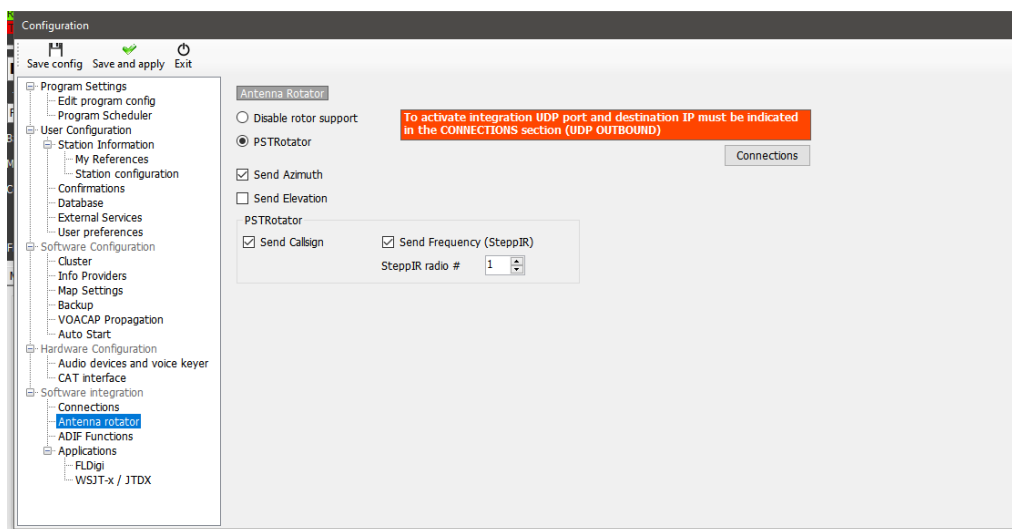 Configuration
Save config Save and apply Exit
Program Settings
Edit program config
Program Scheduler
User Configuration
Station Information
My References
Station configuration
Confirmations
Database
External Services
User preferences
Software Configuration
Cluster
Info Providers
Map Settings
Backup
VOACAP Propagation
Auto Start
Hardware Configuration
Audio devices and voice keyer
CAT interface
Software integration
Connections
Antenna rotator
ADIF Functions
Applications
FLDigi
WSJT-x / JTDX
Antenna Rotator
Disable rotor support
PSTRotator
To activate integration UDP port and destination IP must be indicated
in the CONNECTIONS section (UDP OUTBOUND)
Connections
Send Azimuth
Send Elevation
PSTRotator
Send Callsign Send Frequency (SteppIR)
SteppIR radio # 1